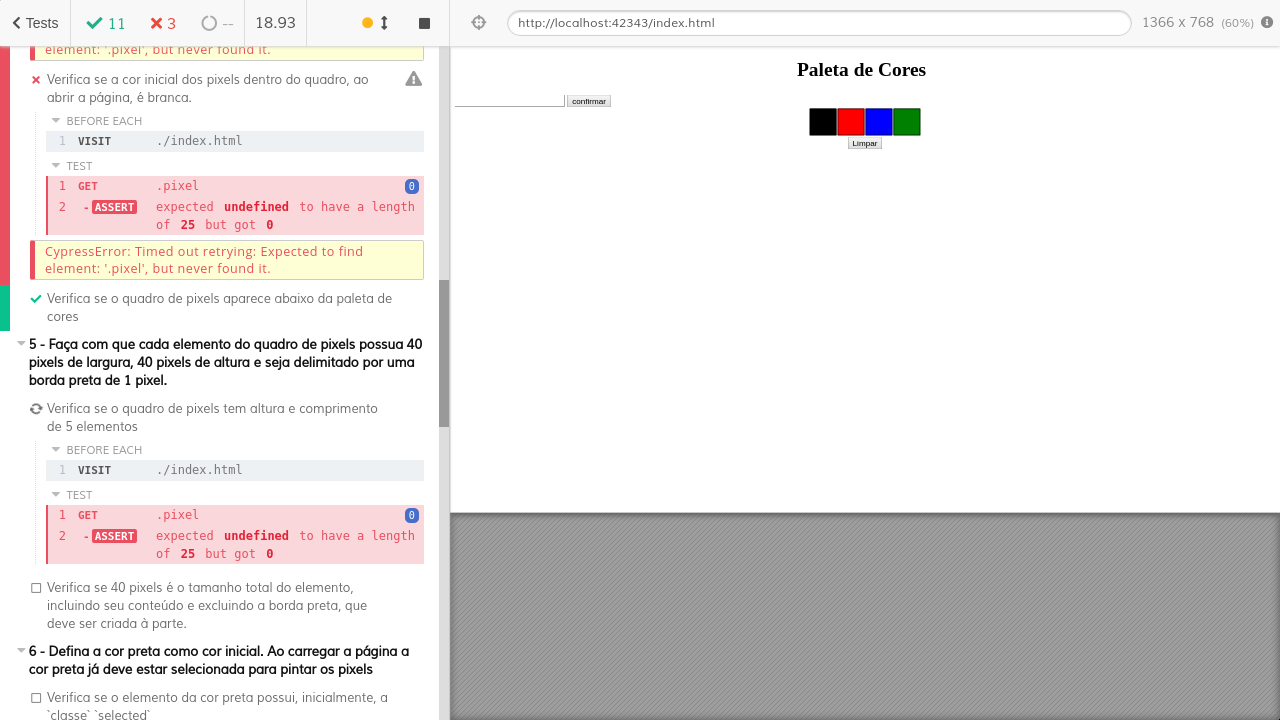 Tests
11
3
--
18.93
http://localhost:42343/index.html
1366 x 768 (60%)
element: '.pixel', but never found it.
Verifica se a cor inicial dos pixels dentro do quadro, ao
abrir a página, é branca.
BEFORE EACH
1 VISIT ./index.html
TEST
1 GET .pixel 0
2 -ASSERT expected undefined to have a length
of 25 but got 0
CypressError: Timed out retrying: Expected to find
element: '.pixel', but never found it.
Verifica se o quadro de pixels aparece abaixo da paleta de
cores
5 - Faça com que cada elemento do quadro de pixels possua 40
pixels de largura, 40 pixels de altura e seja delimitado por uma
borda preta de 1 pixel.
Verifica se o quadro de pixels tem altura e comprimento
de 5 elementos
BEFORE EACH
1 VISIT ./index.html
TEST
1 GET .pixel 0
2 -ASSERT expected undefined to have a length
of 25 but got 0
Verifica se 40 pixels é o tamanho total do elemento,
incluindo seu conteúdo e excluindo a borda preta, que
deve ser criada à parte.
6 - Defina a cor preta como cor inicial. Ao carregar a página a
cor preta já deve estar selecionada para pintar os pixels
Verifica se o elemento da cor preta possui, inicialmente, a
`classe` `selected`
Paleta de Cores
confirmar
Limpar